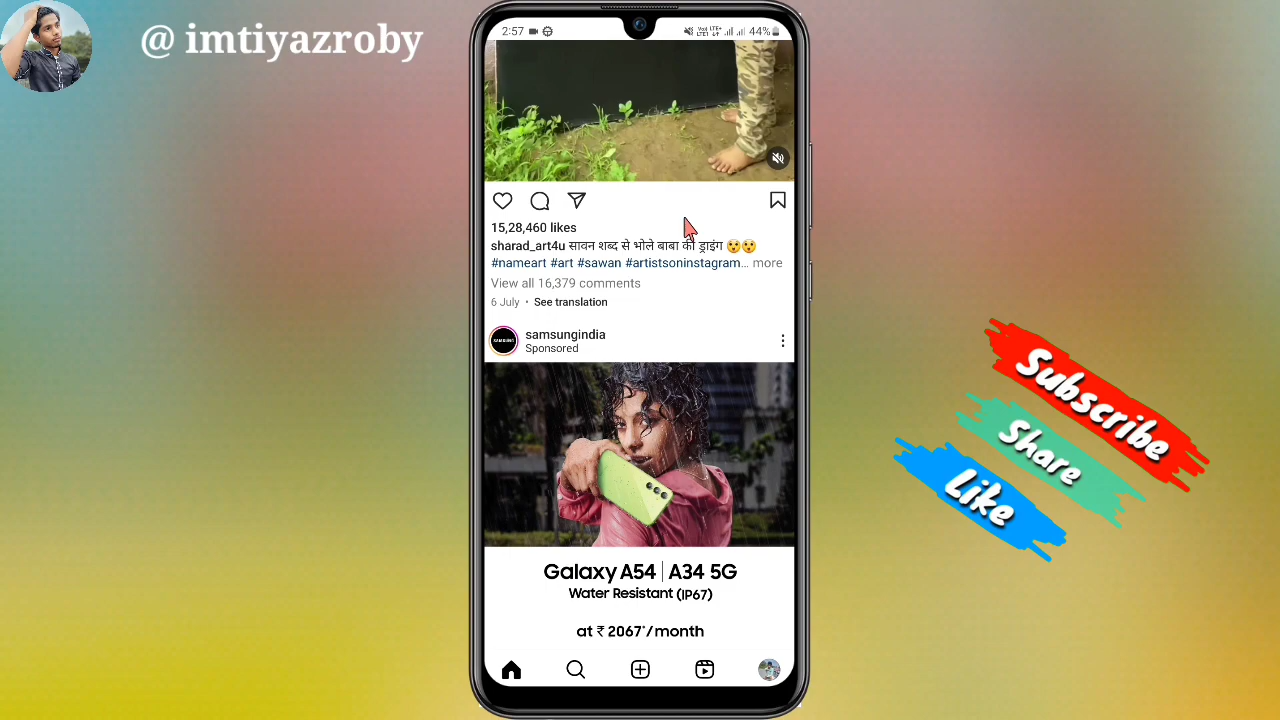 @ imtiyazroby
2:57
44%
15,28,460 likes
sharad_art4u सावन शब्द से भोले बाबा की ड्राइंग 😲😲
#nameart #art #sawan #artistsoninstagram... more
View all 16,379 comments
6 July • See translation
SAMSUNG
samsungindia
Sponsored
Galaxy A54 | A34 5G
Water Resistant (IP67)
at ₹ 2067*/month
Subscribe
Share
Like